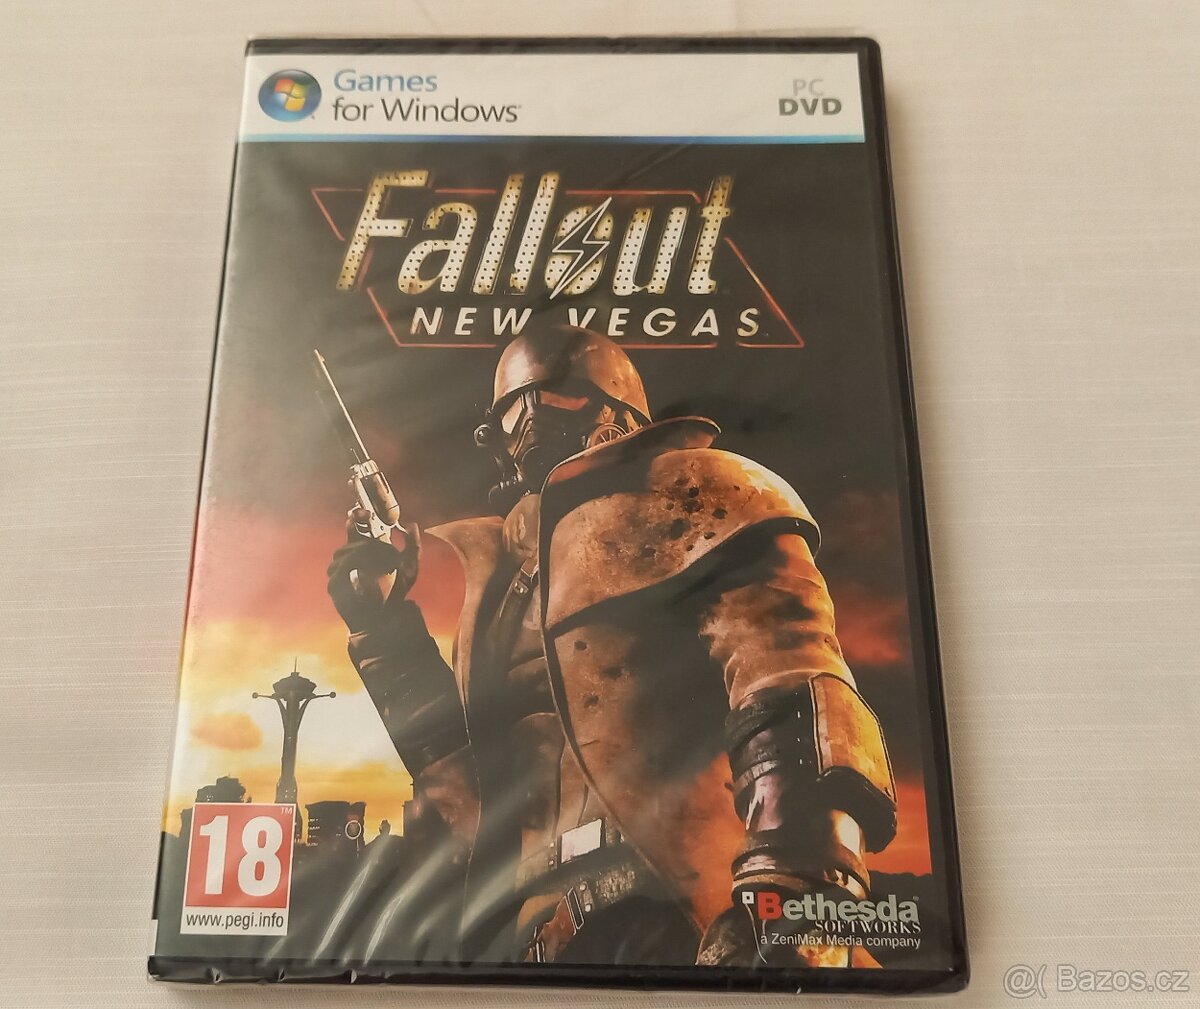 Games
for Windows
PC
DVD
Fallout
NEW VEGAS
18
TM
www.pegi.info
Bethesda
SOFTWORKS
a ZeniMax Media company
@( Bazos.cz